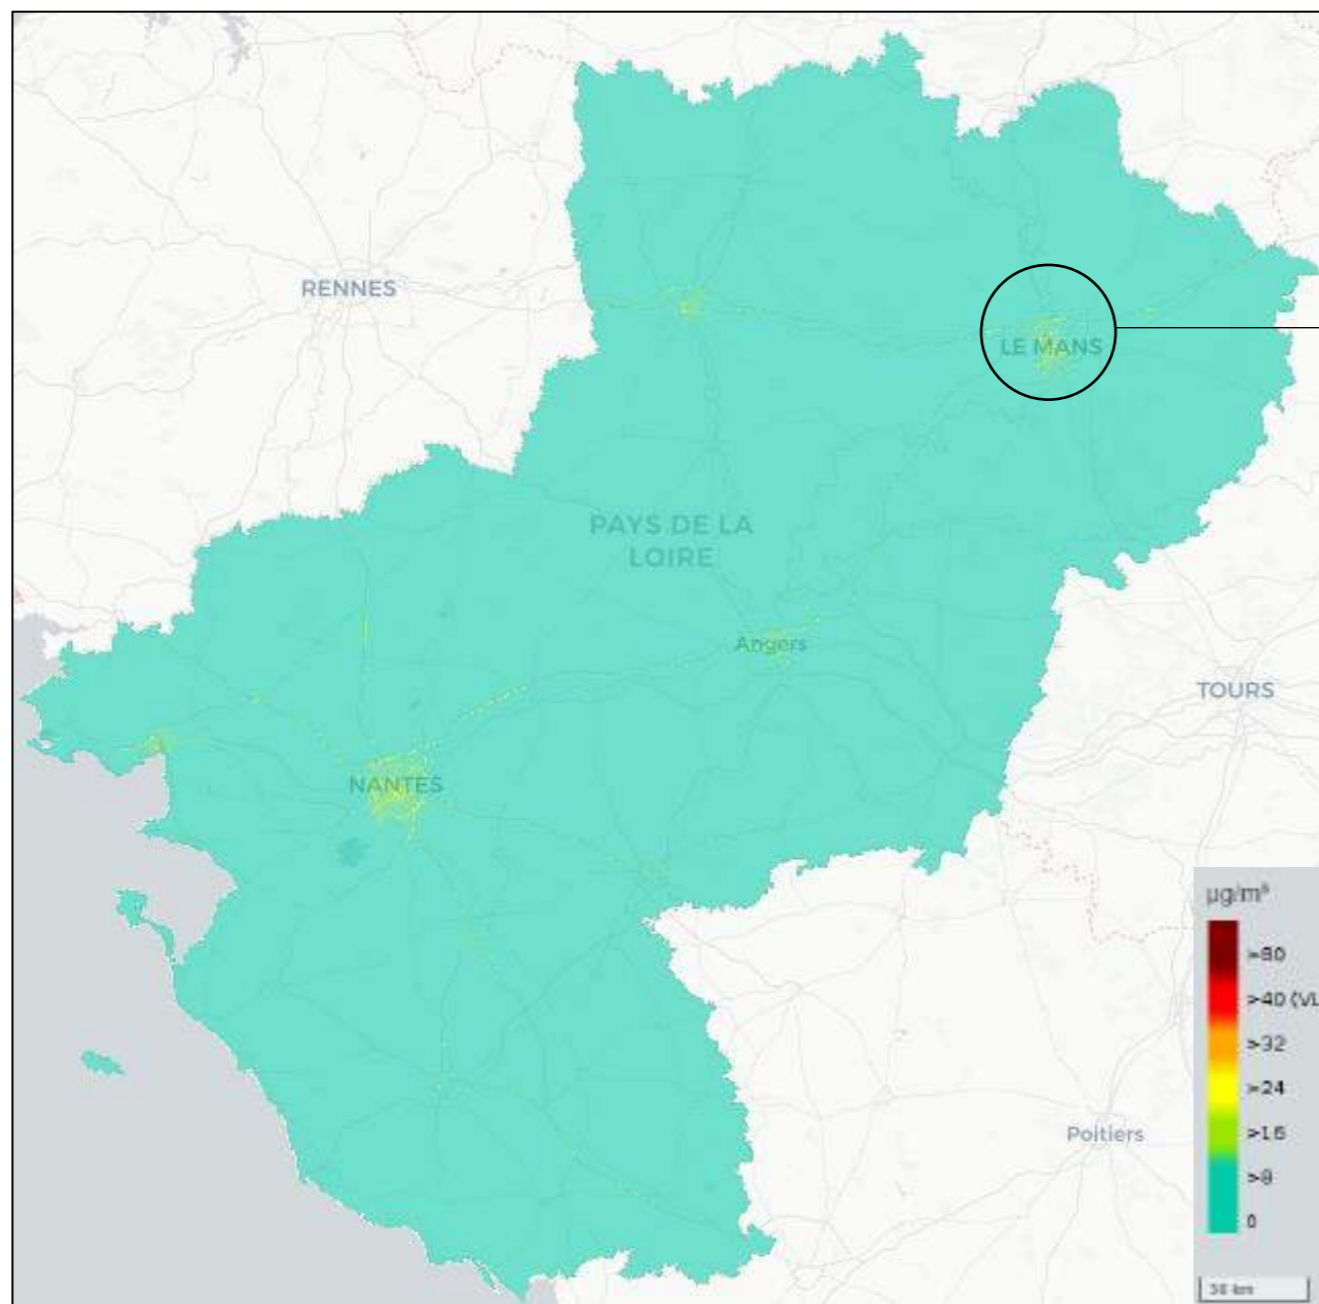 RENNES
LE MANS
PAYS DE LA
LOIRE
Angers
TOURS
NANTES
Poitiers
µg/m³
>80
>40 (VL
>32
>24
>16
>8
0